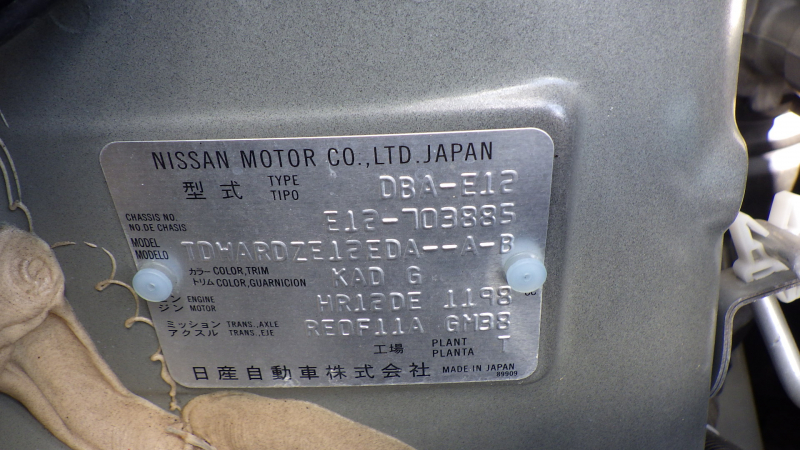 NISSAN MOTOR CO.,LTD.JAPAN
型式 TYPE TIPO DBA-E12
CHASSIS NO. NO.DE CHASIS E12-703885
MODEL MODELO TDHARDZE12EDA--A-B
カラー トリム COLOR,TRIM COLOR,GUARNICION KAD G
ン ジン ENGINE MOTOR HR12DE 1198 cc
ミッション アクスル TRANS.,AXLE TRANS.,EJE RE0F11A GM38
工場 PLANT PLANTA T
日産自動車株式会社 MADE IN JAPAN
89909